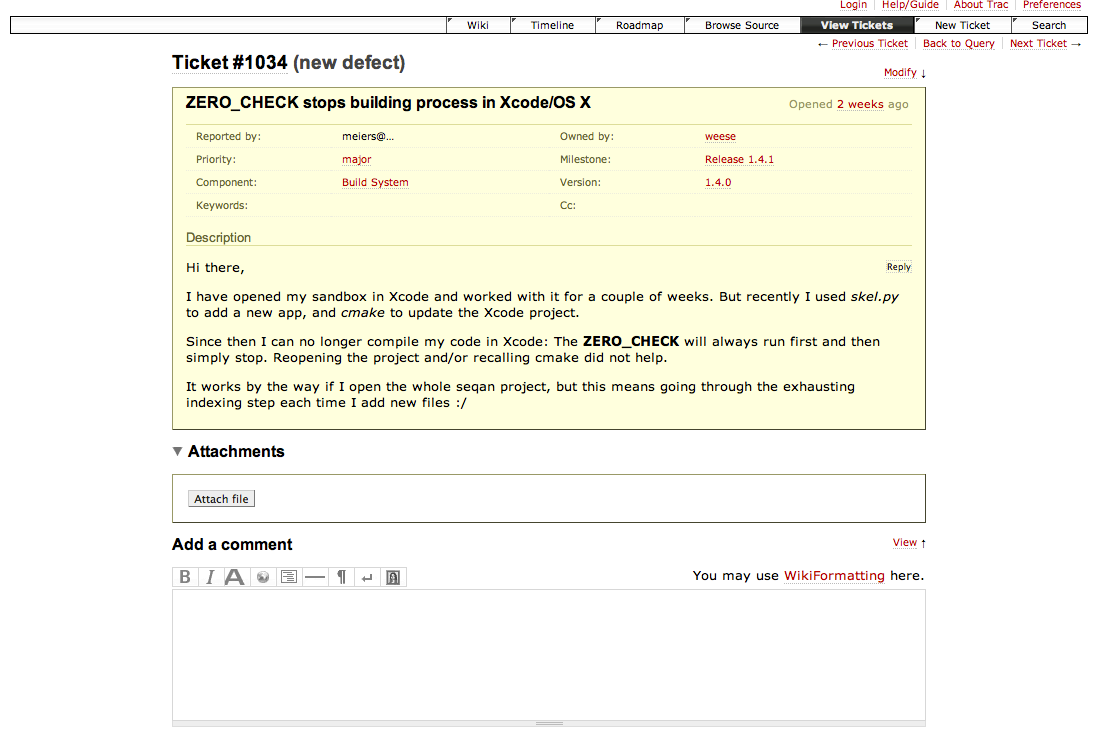 Login Help/Guide About Trac Preferences
Wiki Timeline Roadmap Browse Source View Tickets New Ticket Search
← Previous Ticket Back to Query Next Ticket →
Ticket #1034 (new defect)
Modify ↓
ZERO_CHECK stops building process in Xcode/OS X
Opened 2 weeks ago
Reported by: meiers@... Owned by: weese
Priority: major Milestone: Release 1.4.1
Component: Build System Version: 1.4.0
Keywords: Cc:
Description
Hi there,
Reply
I have opened my sandbox in Xcode and worked with it for a couple of weeks. But recently I used skel.py
to add a new app, and cmake to update the Xcode project.
Since then I can no longer compile my code in Xcode: The ZERO_CHECK will always run first and then
simply stop. Reopening the project and/or recalling cmake did not help.
It works by the way if I open the whole seqan project, but this means going through the exhausting
indexing step each time I add new files :/
▼ Attachments
Attach file
Add a comment
View ↑
B I A ¶ ↵
You may use WikiFormatting here.